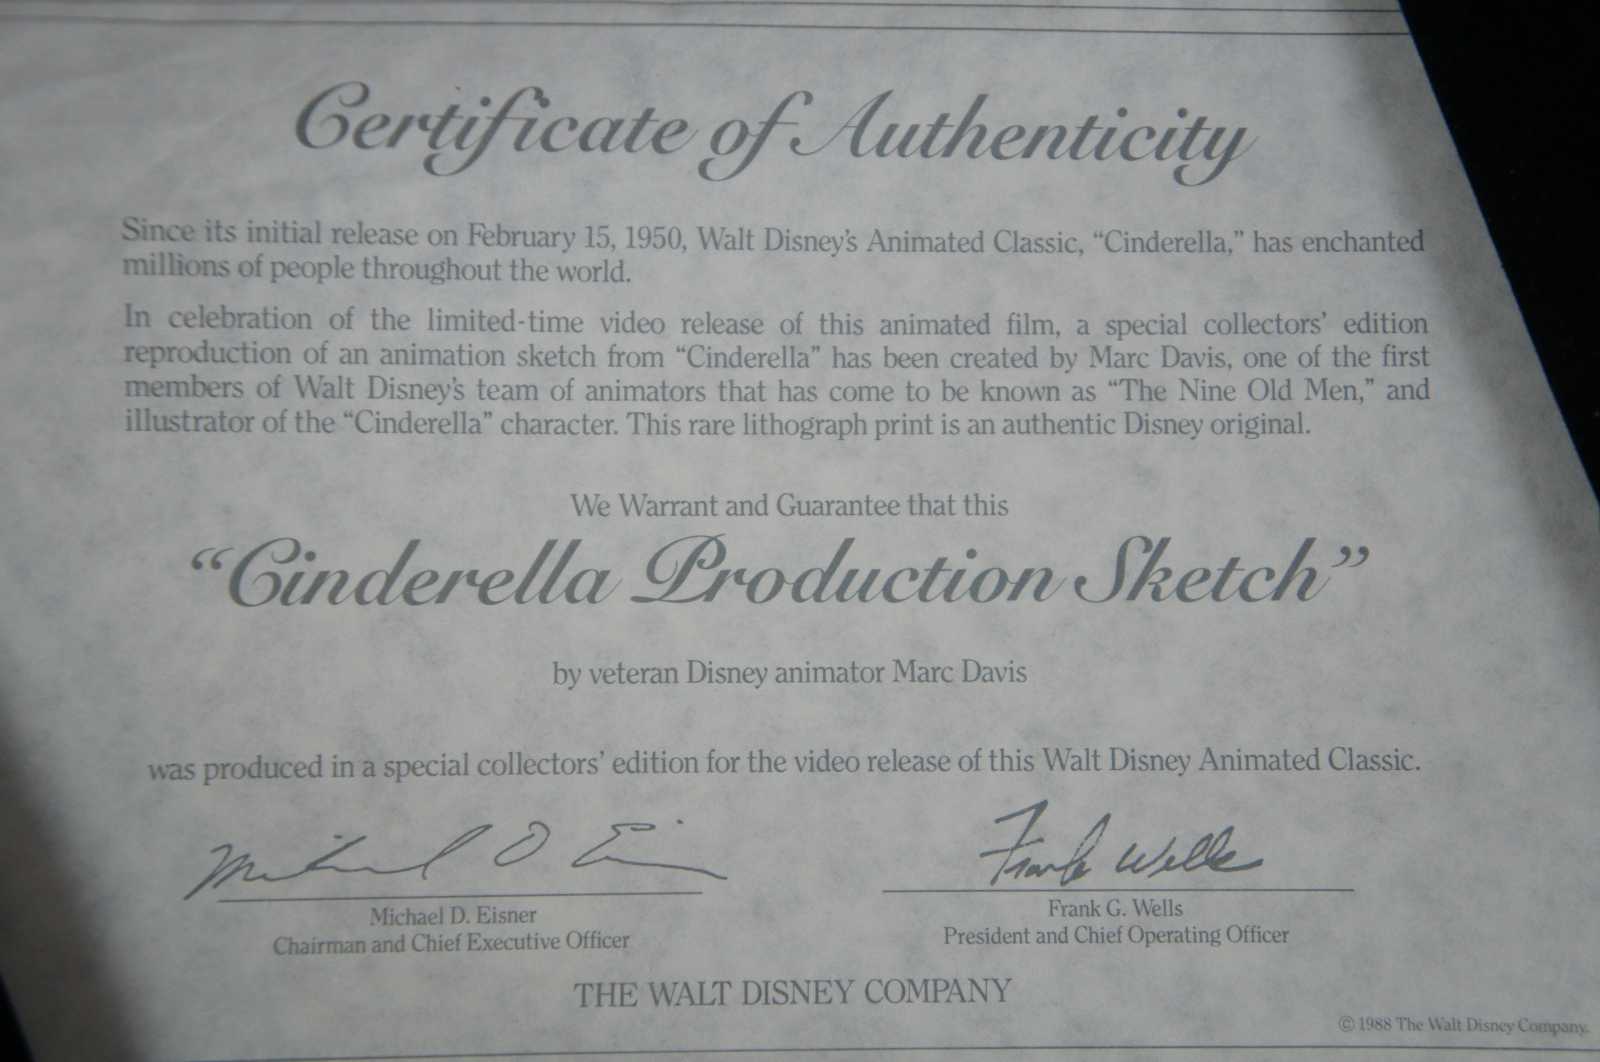 Certificate of Authenticity
Since its initial release on February 15, 1950, Walt Disney's Animated Classic, “Cinderella,” has enchanted
millions of people throughout the world.
In celebration of the limited-time video release of this animated film, a special collectors' edition
reproduction of an animation sketch from “Cinderella” has been created by Marc Davis, one of the first
members of Walt Disney's team of animators that has come to be known as “The Nine Old Men,” and
illustrator of the “Cinderella” character. This rare lithograph print is an authentic Disney original.
We Warrant and Guarantee that this
“Cinderella Production Sketch”
by veteran Disney animator Marc Davis
was produced in a special collectors' edition for the video release of this Walt Disney Animated Classic.
Michael D Eisner Frank Wells
Michael D. Eisner Frank G. Wells
Chairman and Chief Executive Officer President and Chief Operating Officer
THE WALT DISNEY COMPANY
© 1988 The Walt Disney Company.